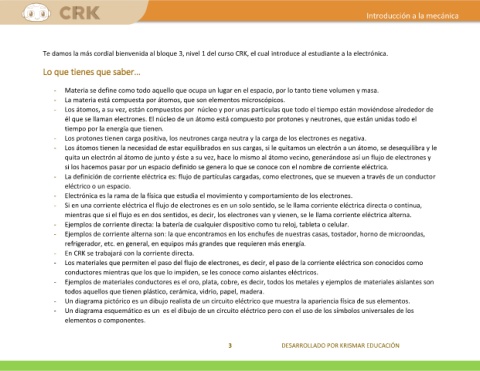 CRK
Introducción a la mecánica
Te damos la más cordial bienvenida al bloque 3, nivel 1 del curso CRK, el cual introduce al estudiante a la electrónica.
Lo que tienes que saber...
- Materia se define como todo aquello que ocupa un lugar en el espacio, por lo tanto tiene volumen y masa.
- La materia está compuesta por átomos, que son elementos microscópicos.
- Los átomos, a su vez, están compuestos por núcleo y por unas partículas que todo el tiempo están moviéndose alrededor de
él que se llaman electrones. El núcleo de un átomo está compuesto por protones y neutrones, que están unidas todo el
tiempo por la energía que tienen.
- Los protones tienen carga positiva, los neutrones carga neutra y la carga de los electrones es negativa.
- Los átomos tienen la necesidad de estar equilibrados en sus cargas, si le quitamos un electrón a un átomo, se desequilibra y le
quita un electrón al átomo de junto y éste a su vez, hace lo mismo al átomo vecino, generándose así un flujo de electrones y
si los hacemos pasar por un espacio definido se genera lo que se conoce con el nombre de corriente eléctrica.
- La definición de corriente eléctrica es: flujo de partículas cargadas, como electrones, que se mueven a través de un conductor
eléctrico o un espacio.
- Electrónica es la rama de la física que estudia el movimiento y comportamiento de los electrones.
- Si en una corriente eléctrica el flujo de electrones es en un solo sentido, se le llama corriente eléctrica directa o continua,
mientras que si el flujo es en dos sentidos, es decir, los electrones van y vienen, se le llama corriente eléctrica alterna.
- Ejemplos de corriente directa: la batería de cualquier dispositivo como tu reloj, tableta o celular.
- Ejemplos de corriente alterna son: la que encontramos en los enchufes de nuestras casas, tostador, horno de microondas,
refrigerador, etc. en general, en equipos más grandes que requieren más energía.
- En CRK se trabajará con la corriente directa.
- Los materiales que permiten el paso del flujo de electrones, es decir, el paso de la corriente eléctrica son conocidos como
conductores mientras que los que lo impiden, se les conoce como aislantes eléctricos.
- Ejemplos de materiales conductores es el oro, plata, cobre, es decir, todos los metales y ejemplos de materiales aislantes son
todos aquellos que tienen plástico, cerámica, vidrio, papel, madera.
- Un diagrama pictórico es un dibujo realista de un circuito eléctrico que muestra la apariencia física de sus elementos.
- Un diagrama esquemático es un es el dibujo de un circuito eléctrico pero con el uso de los símbolos universales de los
elementos o componentes.
3 DESARROLLADO POR KRISMAR EDUCACIÓN